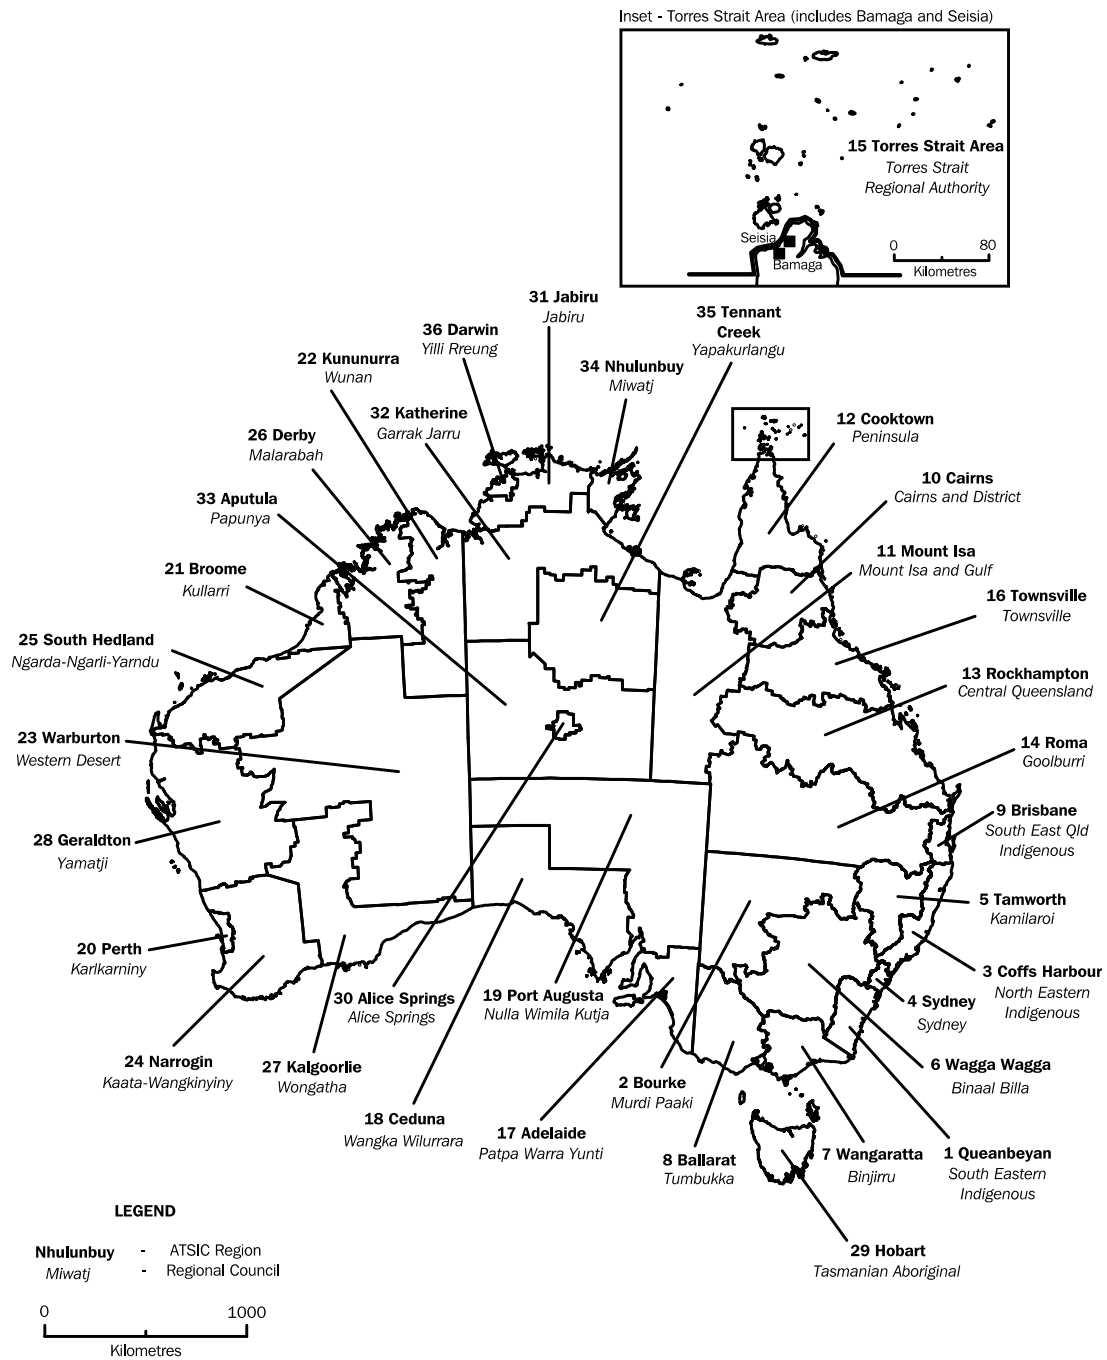 Inset - Torres Strait Area (includes Bamaga and Seisia)
15 Torres Strait Area
Torres Strait
Regional Authority
Seisia
Bamaga
0 80
Kilometres
31 Jabiru
Jabiru
35 Tennant
Creek
Yapakurlangu
36 Darwin
Yilli Rreung
22 Kununurra
Wunan
34 Nhulunbuy
Miwatj
32 Katherine
Garrak Jarru
12 Cooktown
Peninsula
26 Derby
Malarabah
10 Cairns
Cairns and District
33 Aputula
Papunya
11 Mount Isa
Mount Isa and Gulf
21 Broome
Kullarri
16 Townsville
Townsville
25 South Hedland
Ngarda-Ngarli-Yarndu
13 Rockhampton
Central Queensland
23 Warburton
Western Desert
14 Roma
Goolburri
9 Brisbane
South East Qld
Indigenous
28 Geraldton
Yamatji
5 Tamworth
Kamilaroi
20 Perth
Karlkarniny
3 Coffs Harbour
North Eastern
Indigenous
30 Alice Springs
Alice Springs
19 Port Augusta
Nulla Wimila Kutja
4 Sydney
Sydney
24 Narrogin
Kaata-Wangkinyiny
27 Kalgoorlie
Wongatha
6 Wagga Wagga
Binaal Billa
2 Bourke
Murdi Paaki
18 Ceduna
Wangka Wilurrara
17 Adelaide
Patpa Warra Yunti
8 Ballarat
Tumbukka
7 Wangaratta
Binjirru
1 Queanbeyan
South Eastern
Indigenous
29 Hobart
Tasmanian Aboriginal
LEGEND
Nhulunbuy - ATSIC Region
Miwatj - Regional Council
0 1000
Kilometres